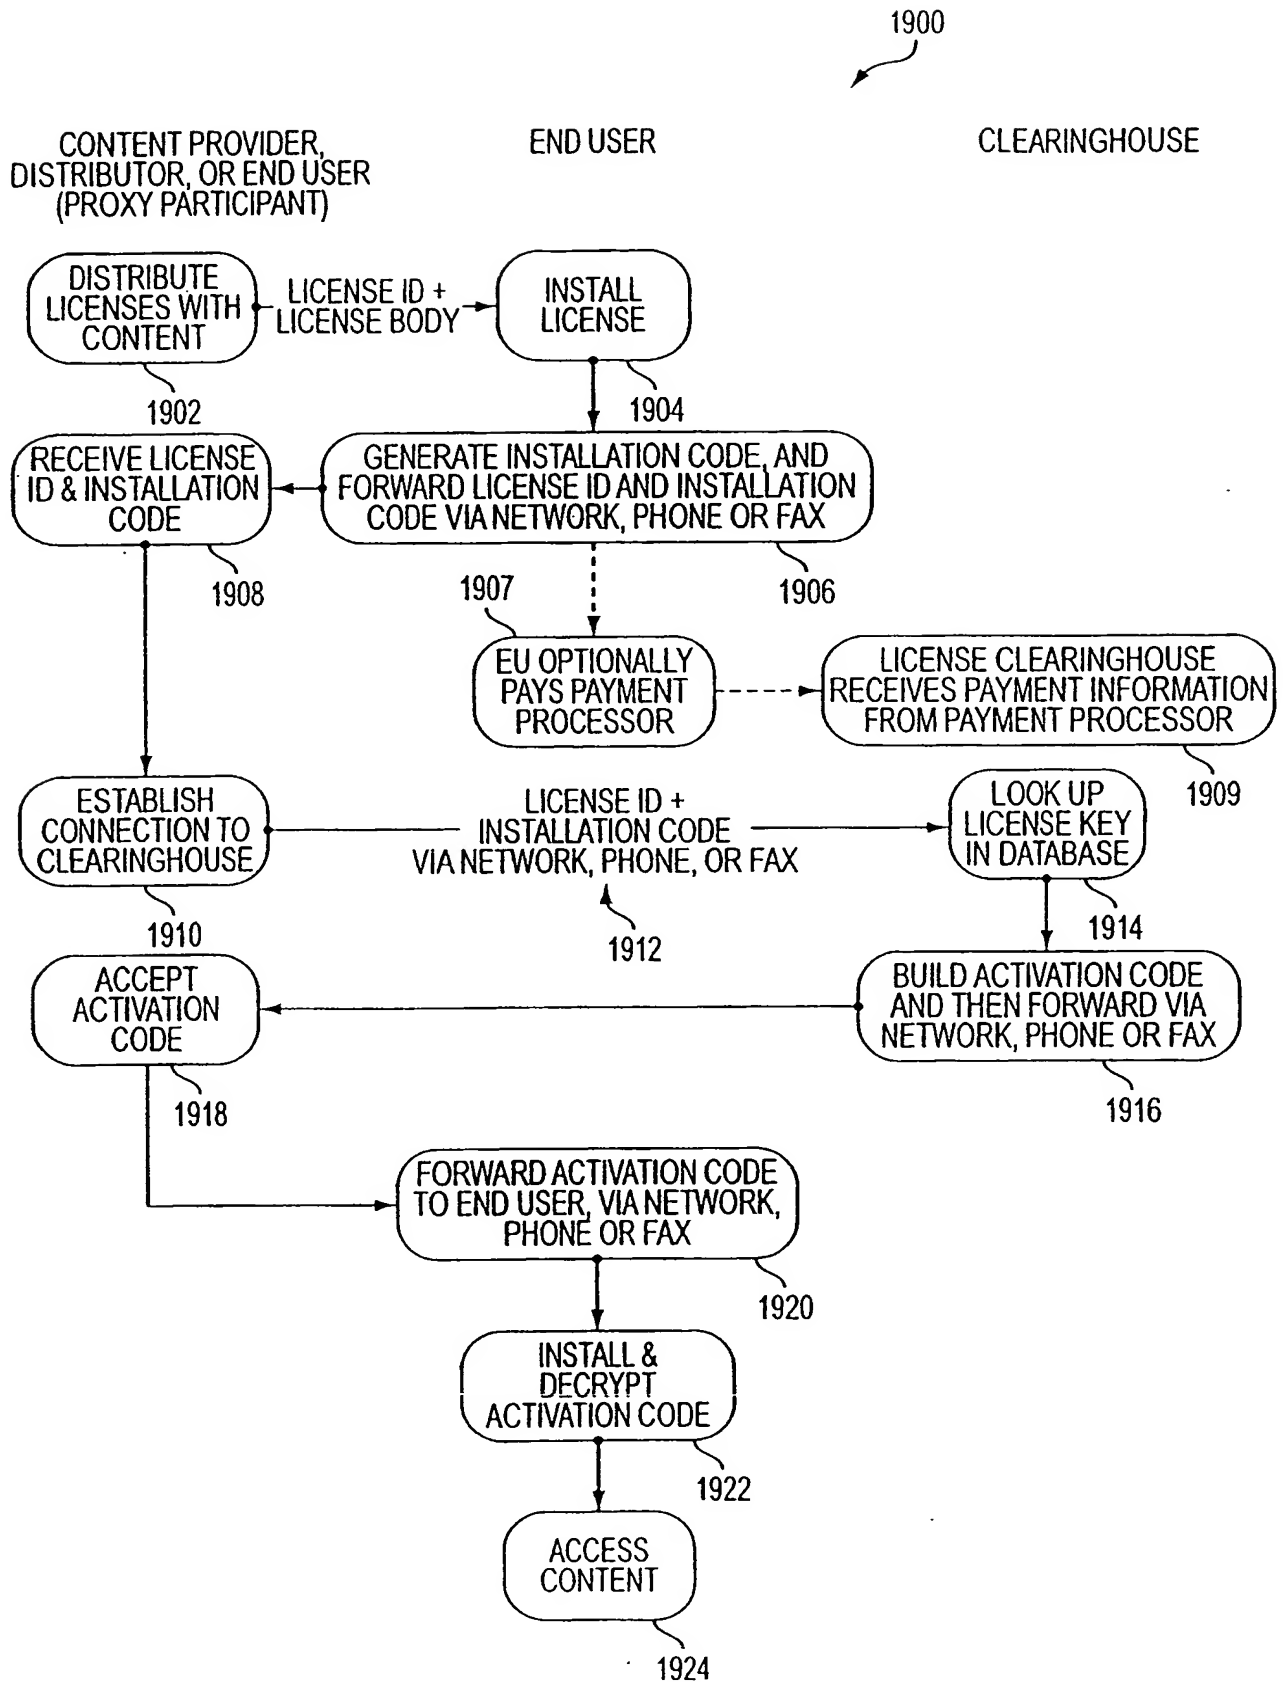 1900
CONTENT PROVIDER,
DISTRIBUTOR, OR END USER
(PROXY PARTICIPANT)
END USER
CLEARINGHOUSE
DISTRIBUTE
LICENSES WITH
CONTENT
1902
LICENSE ID +
LICENSE BODY
INSTALL
LICENSE
1904
RECEIVE LICENSE
ID & INSTALLATION
CODE
1908
GENERATE INSTALLATION CODE, AND
FORWARD LICENSE ID AND INSTALLATION
CODE VIA NETWORK, PHONE OR FAX
1906
1907
EU OPTIONALLY
PAYS PAYMENT
PROCESSOR
LICENSE CLEARINGHOUSE
RECEIVES PAYMENT INFORMATION
FROM PAYMENT PROCESSOR
1909
ESTABLISH
CONNECTION TO
CLEARINGHOUSE
1910
LICENSE ID +
INSTALLATION CODE
VIA NETWORK, PHONE, OR FAX
1912
LOOK UP
LICENSE KEY
IN DATABASE
1914
ACCEPT
ACTIVATION
CODE
1918
BUILD ACTIVATION CODE
AND THEN FORWARD VIA
NETWORK, PHONE OR FAX
1916
FORWARD ACTIVATION CODE
TO END USER, VIA NETWORK,
PHONE OR FAX
1920
INSTALL &
DECRYPT
ACTIVATION CODE
1922
ACCESS
CONTENT
1924